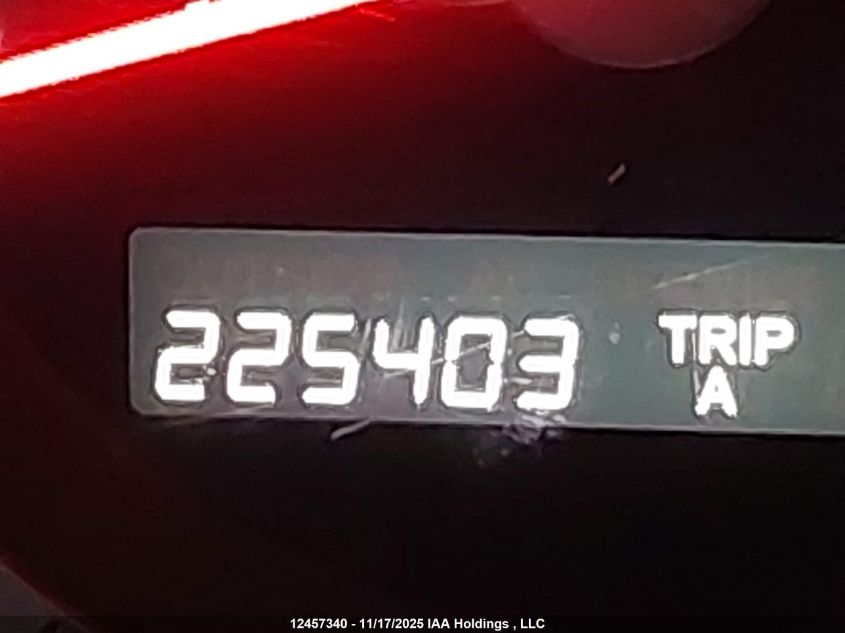 225403 TRIP
A
12457340 - 11/17/2025 IAA Holdings , LLC